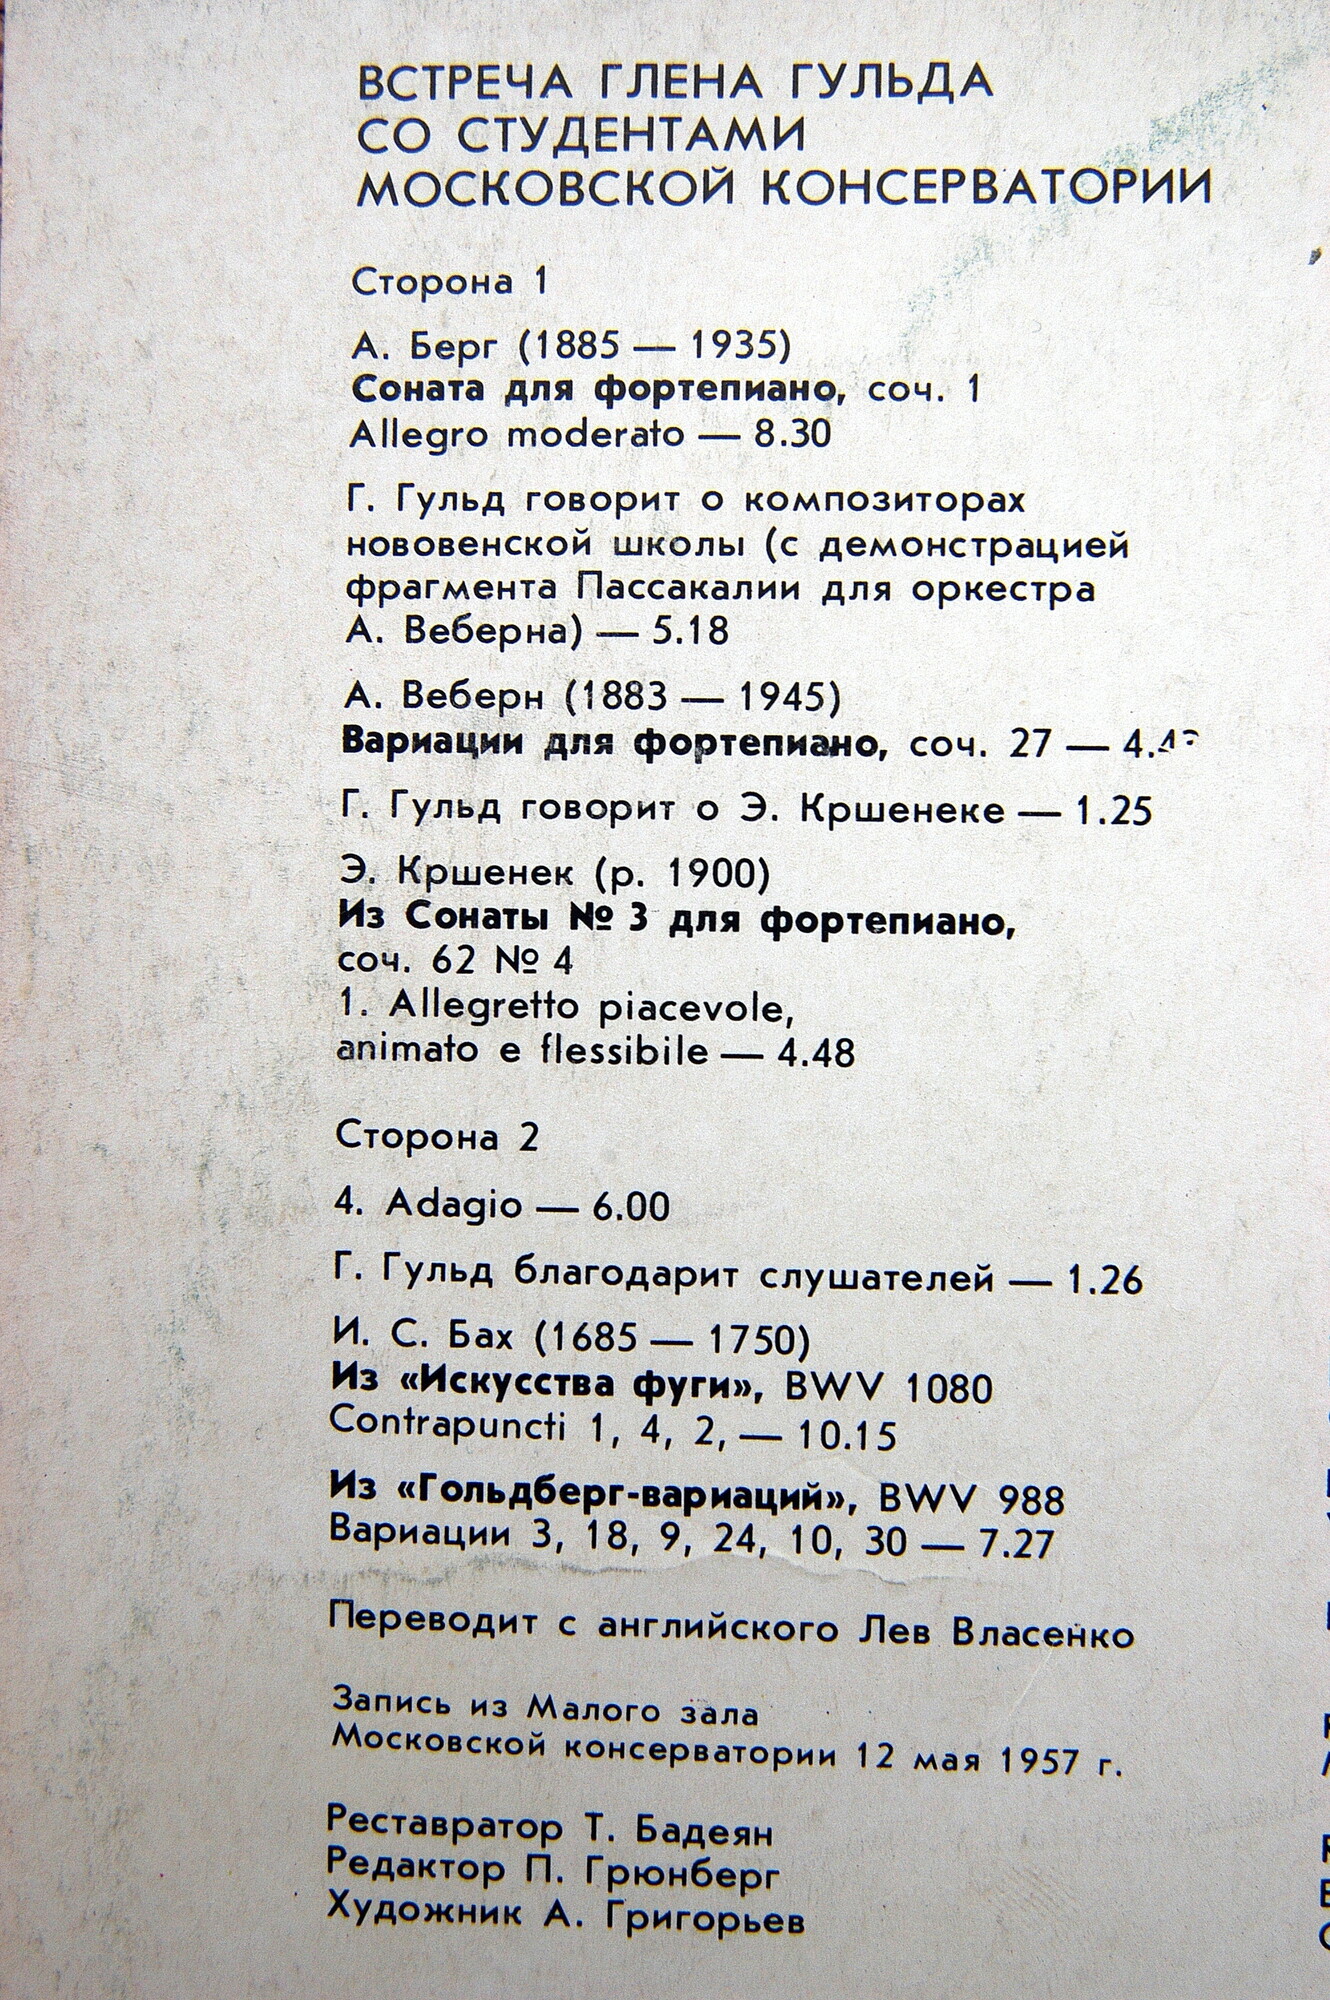 ВСТРЕЧА ГЛЕНА ГУЛЬДА
СО СТУДЕНТАМИ
МОСКОВСКОЙ КОНСЕРВАТОРИИ
Сторона 1
А. Берг (1885 — 1935)
Соната для фортепиано, соч. 1
Allegro moderato — 8.30
Г. Гульд говорит о композиторах
нововенской школы (с демонстрацией
фрагмента Пассакалии для оркестра
А. Веберна) — 5.18
А. Веберн (1883 — 1945)
Вариации для фортепиано, соч. 27 —
Г. Гульд говорит о Э. Кршенеке — 1.25
Э. Кршенек (р. 1900)
Из Сонаты № 3 для фортепиано,
соч. 62 № 4
1. Allegretto piacevole,
animato e flessibile — 4.48
Сторона 2
4. Adagio — 6.00
Г. Гульд благодарит слушателей — 1.26
И. С. Бах (1685 — 1750)
Из «Искусства фуги», BWV 1080
Contrapuncti 1, 4, 2, — 10.15
Из «Гольдберг-вариаций», BWV 988
Вариации 3, 18, 9, 24, 10, 30 — 7.27
Переводит с английского Лев Власенко
Запись из Малого зала
Московской консерватории 12 мая 1957 г.
Реставратор Т. Бадеян
Редактор П. Грюнберг
Художник А. Григорьев